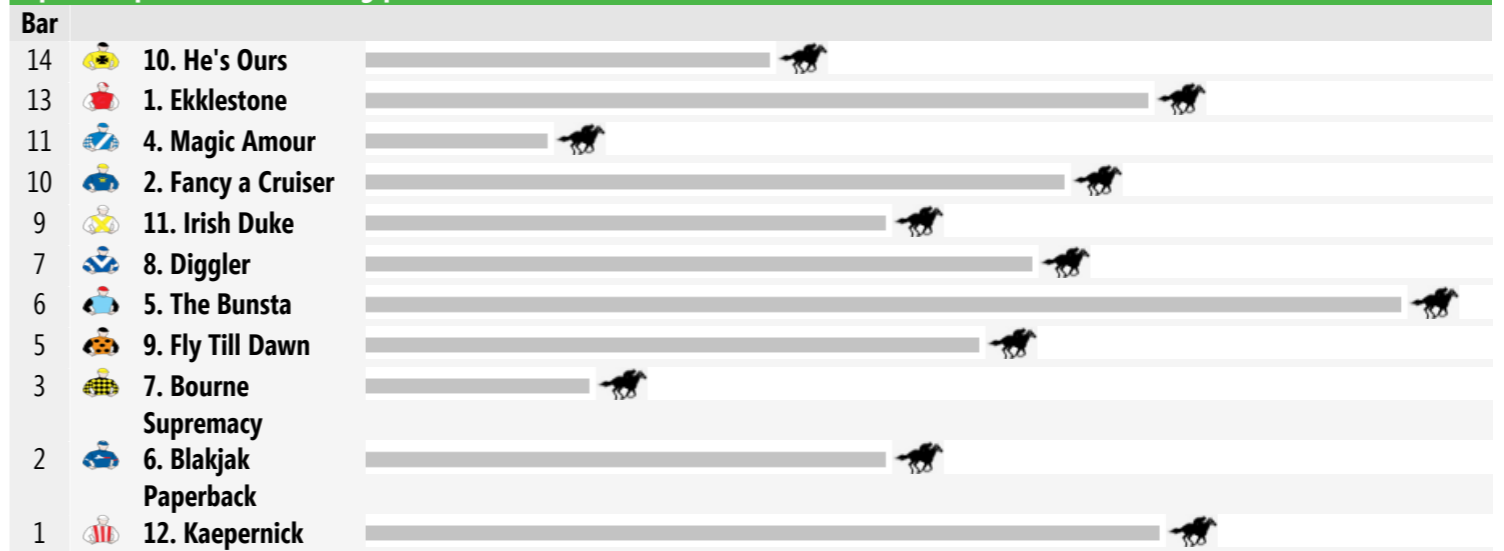 Bar
14 10. He's Ours
13 1. Ekklestone
11 4. Magic Amour
10 2. Fancy a Cruiser
9 11. Irish Duke
7 8. Diggler
6 5. The Bunsta
5 9. Fly Till Dawn
3 7. Bourne
Supremacy
2 6. Blakjak
Paperback
1 12. Kaepernick